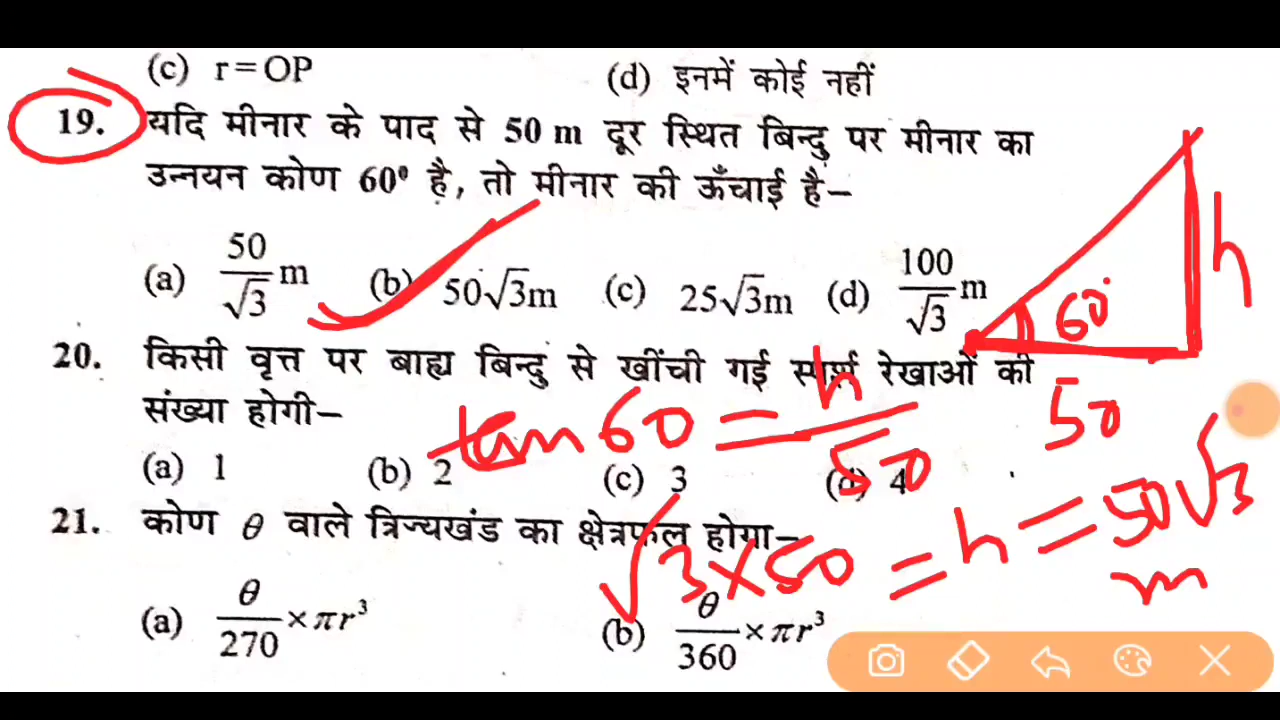 (c) r=OP (d) इनमें कोई नहीं
19. यदि मीनार के पाद से 50 m दूर स्थित बिन्दु पर मीनार का
उन्नयन कोण 60⁰ है, तो मीनार की ऊँचाई है–
(a) 50/√3 m (b) 50√3m (c) 25√3m (d) 100/√3 m
h
60°
50
20. किसी वृत्त पर बाह्य बिन्दु से खींची गई स्पर्श रेखाओं की
संख्या होगी–
tan 60 = h/50
(a) 1 (b) 2 (c) 3 (d) 4
21. कोण θ वाले त्रिज्यखंड का क्षेत्रफल होगा–
√3 × 50 = h = 50√3 m
(a) θ/270 × πr³ (b) θ/360 × πr³